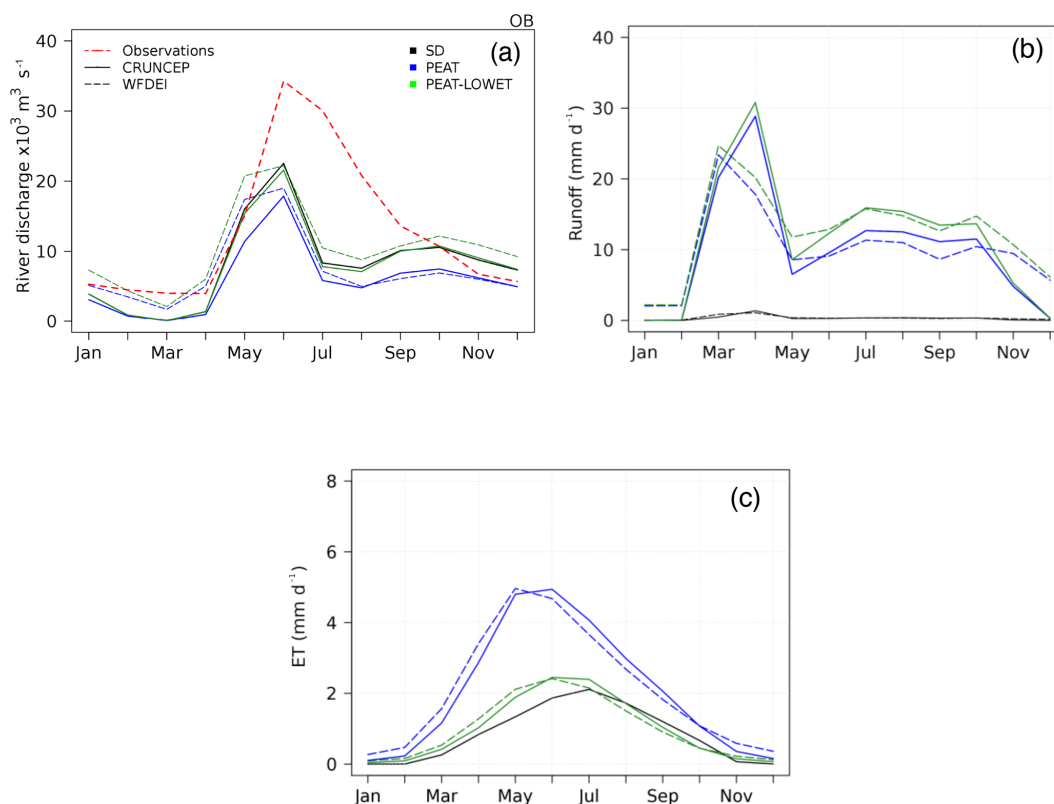 OB
(a)
Observations
CRUNCEP
WFDEI
SD
PEAT
PEAT-LOWET
River discharge x10³ m³ s⁻¹
40
30
20
10
0
Jan Mar May Jul Sep Nov
(b)
Runoff (mm d⁻¹)
40
30
20
10
0
Jan Mar May Jul Sep Nov
(c)
ET (mm d⁻¹)
8
6
4
2
0
Jan Mar May Jul Sep Nov